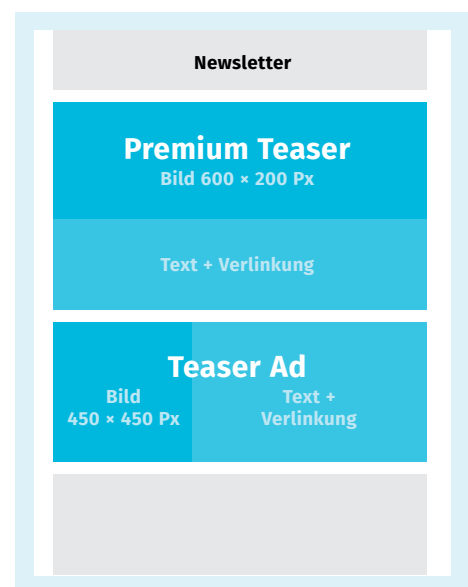 Newsletter
Premium Teaser
Bild 600 × 200 Px
Text + Verlinkung
Teaser Ad
Bild
450 × 450 Px
Text +
Verlinkung